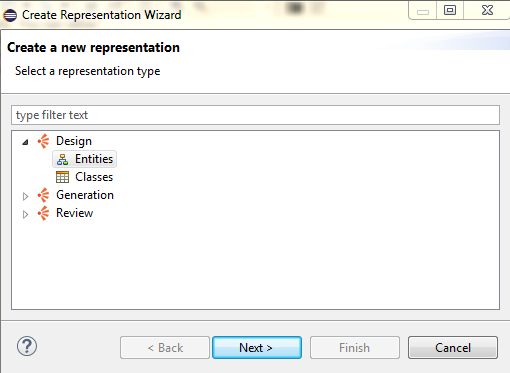 Create Representation Wizard
Create a new representation
Select a representation type
type filter text
Design
Entities
Classes
Generation
Review
? < Back Next > Finish Cancel